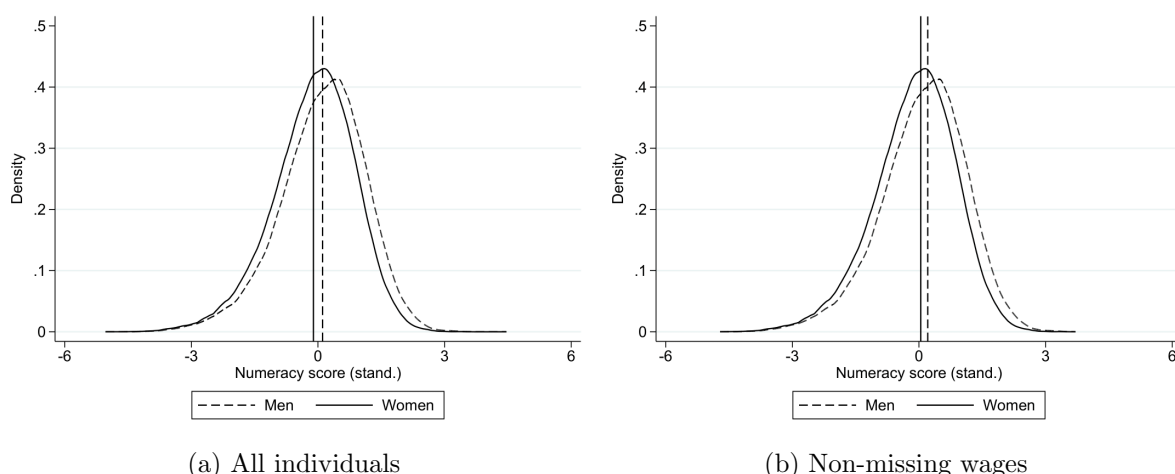 .5
.4
.3
.2
.1
0
Density
-6 -3 0 3 6
Numeracy score (stand.)
Men Women
(a) All individuals
.5
.4
.3
.2
.1
0
Density
-6 -3 0 3 6
Numeracy score (stand.)
Men Women
(b) Non-missing wages